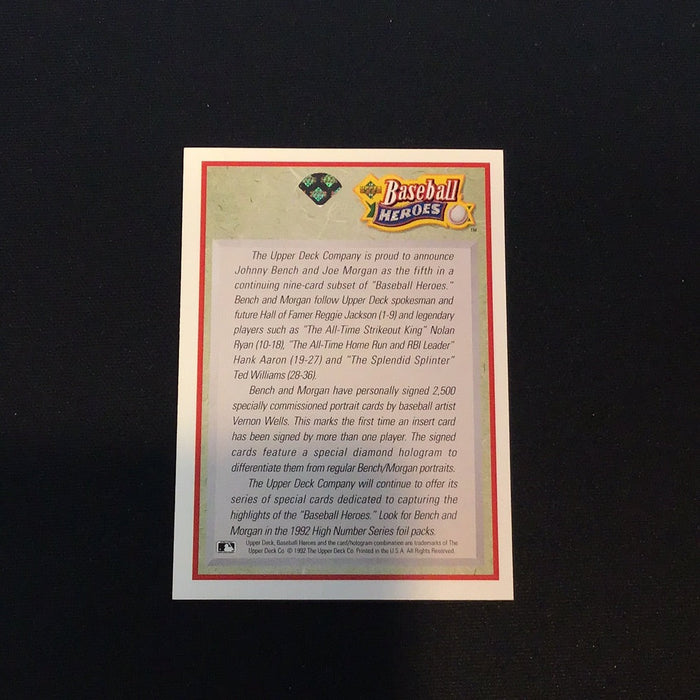 Baseball
HEROES
TM
The Upper Deck Company is proud to announce
Johnny Bench and Joe Morgan as the fifth in a
continuing nine-card subset of "Baseball Heroes."
Bench and Morgan follow Upper Deck spokesman and
future Hall of Famer Reggie Jackson (1-9) and legendary
players such as "The All-Time Strikeout King" Nolan
Ryan (10-18), "The All-Time Home Run and RBI Leader"
Hank Aaron (19-27) and "The Splendid Splinter"
Ted Williams (28-36).
Bench and Morgan have personally signed 2,500
specially commissioned portrait cards by baseball artist
Vernon Wells. This marks the first time an insert card
has been signed by more than one player. The signed
cards feature a special diamond hologram to
differentiate them from regular Bench/Morgan portraits.
The Upper Deck Company will continue to offer its
series of special cards dedicated to capturing the
highlights of the "Baseball Heroes." Look for Bench and
Morgan in the 1992 High Number Series foil packs.
Upper Deck, Baseball Heroes and the card/hologram combination are trademarks of The
Upper Deck Co. © 1992 The Upper Deck Co. Printed in the U.S.A. All Rights Reserved.